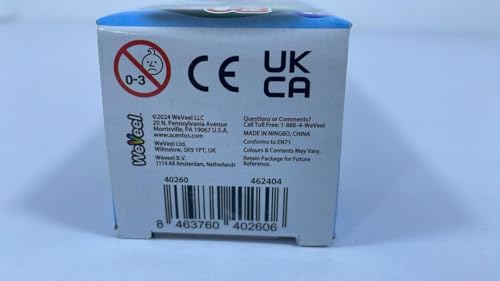 0-3
CE
UK
CA
WeVeel
©2024 WeVeel LLC
20 N. Pennsylvania Avenue
Morrisville, PA 19067 U.S.A.
www.scentos.com
WeVeel Ltd.
Wilmslow, SK9 1PT, UK
Weveel B.V.
1114 AB Amsterdam, Netherlands
Questions or Comments?
Call Toll Free: 1-888-4-WeVeel
MADE IN NINGBO, CHINA
Conforms to EN71
Colours & Contents May Vary.
Retain Package for Future
Reference.
40260 462404
8 463760 402606